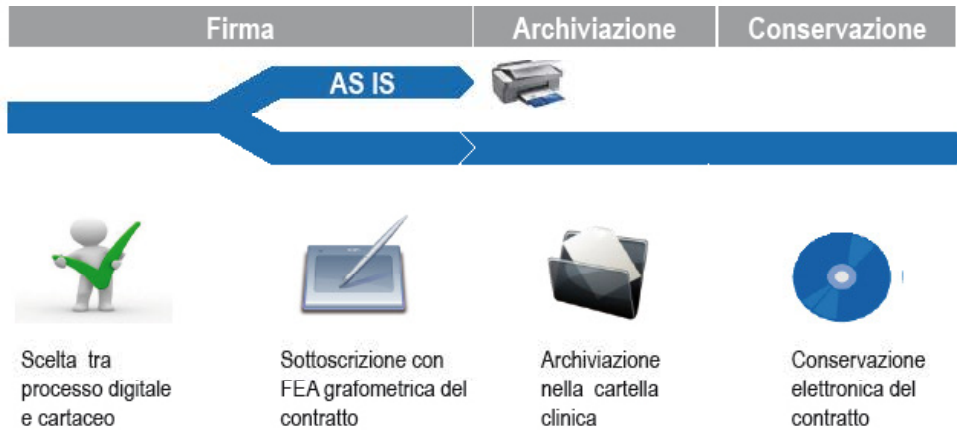 Firma
Archiviazione
Conservazione
AS IS
Scelta tra
processo digitale
e cartaceo
Sottoscrizione con
FEA grafometrica del
contratto
Archiviazione
nella cartella
clinica
Conservazione
elettronica del
contratto